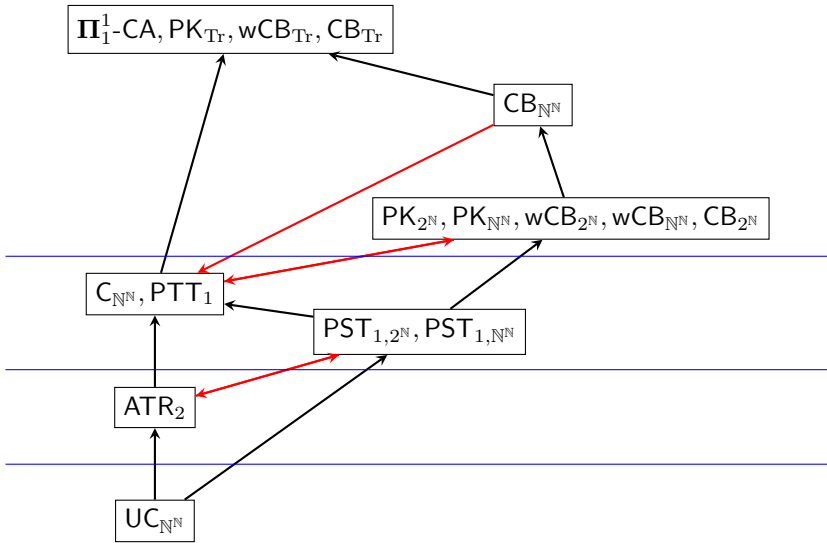 𝚷¹₁-CA, PK_Tr, wCB_Tr, CB_Tr
CB_ℕ^ℕ
PK_2^ℕ, PK_ℕ^ℕ, wCB_2^ℕ, wCB_ℕ^ℕ, CB_2^ℕ
C_ℕ^ℕ, PTT₁
PST_1,2^ℕ, PST_1,ℕ^ℕ
ATR₂
UC_ℕ^ℕ